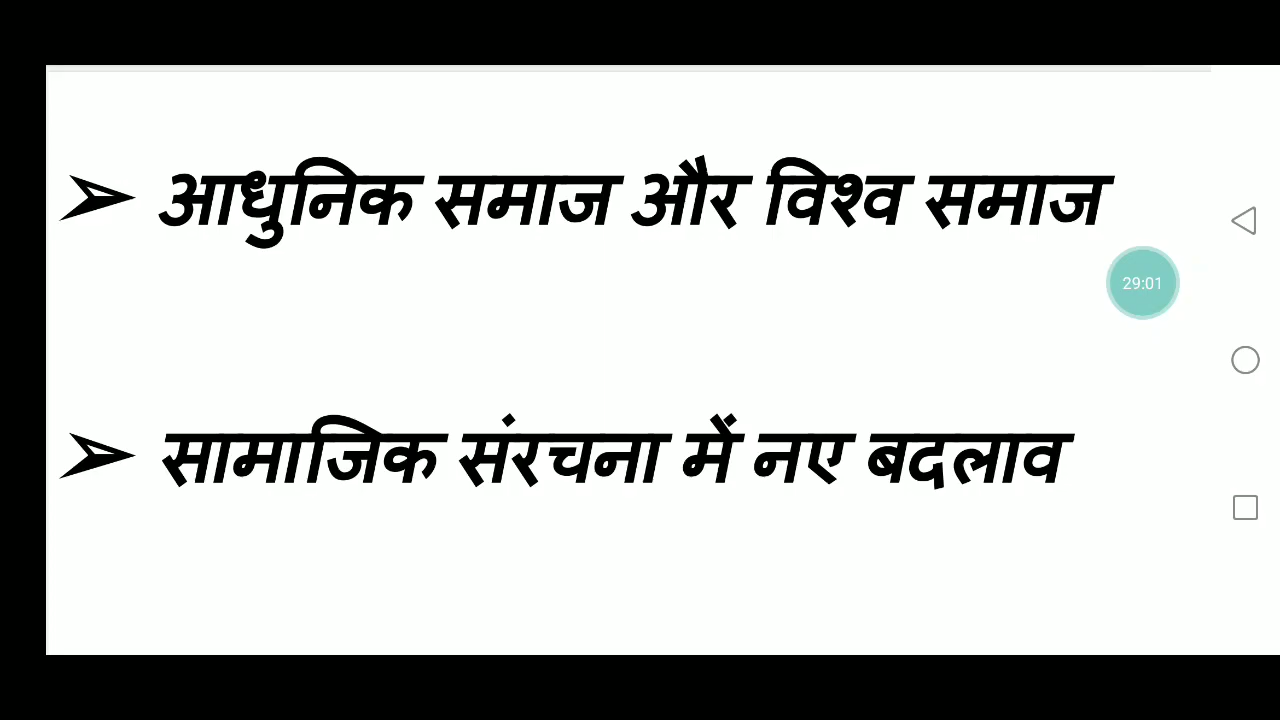 ➢ आधुनिक समाज और विश्व समाज
29:01
➢ सामाजिक संरचना में नए बदलाव